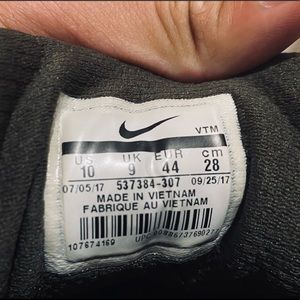 VTM
US UK EUR cm
10 9 44 28
07/05/17 537384-307 09/25/17
MADE IN VIETNAM
FABRIQUE AU VIETNAM
107674169